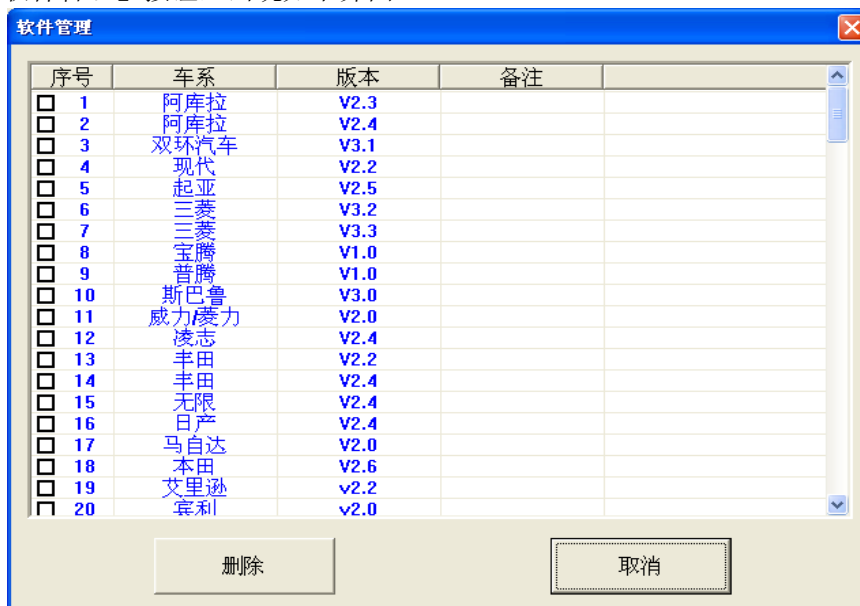 软件管理
序号 车系 版本 备注
1 阿库拉 V2.3
2 阿库拉 V2.4
3 双环汽车 V3.1
4 现代 V2.2
5 起亚 V2.5
6 三菱 V3.2
7 三菱 V3.3
8 宝腾 V1.0
9 普腾 V1.0
10 斯巴鲁 V3.0
11 威力/菱力 V2.0
12 凌志 V2.4
13 丰田 V2.2
14 丰田 V2.4
15 无限 V2.4
16 日产 V2.4
17 马自达 V2.0
18 本田 V2.6
19 艾里逊 v2.2
20 宾利 v2.0
删除 取消